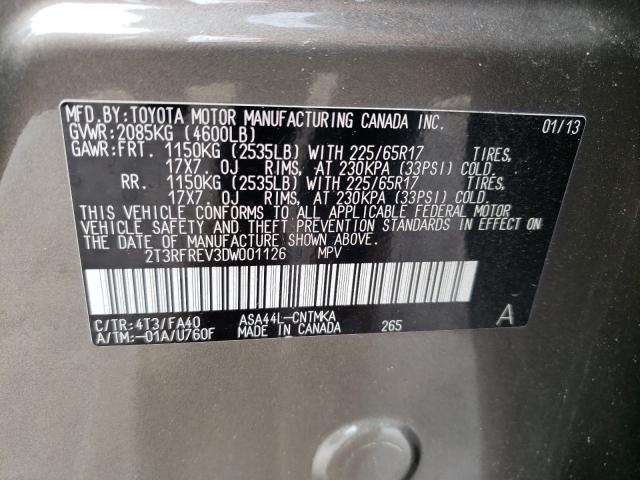 MFD.BY:TOYOTA MOTOR MANUFACTURING CANADA INC. 01/13
GVWR:2085KG (4600LB)
GAWR:FRT. 1150KG (2535LB) WITH 225/65R17 TIRES,
17X7. OJ RIMS, AT 230KPA (33PSI) COLD
RR. 1150KG (2535LB) WITH 225/65R17 TIRES,
17X7. OJ RIMS, AT 230KPA (33PSI) COLD.
THIS VEHICLE CONFORMS TO ALL APPLICABLE FEDERAL MOTOR
VEHICLE SAFETY AND THEFT PREVENTION STANDARDS IN EFFECT ON
THE DATE OF MANUFACTURE SHOWN ABOVE.
2T3RFREV3DW001126 MPV
C/TR:4T3/FA40 ASA44L-CNTMKA 265 A
A/TM:-01A/U760F MADE IN CANADA